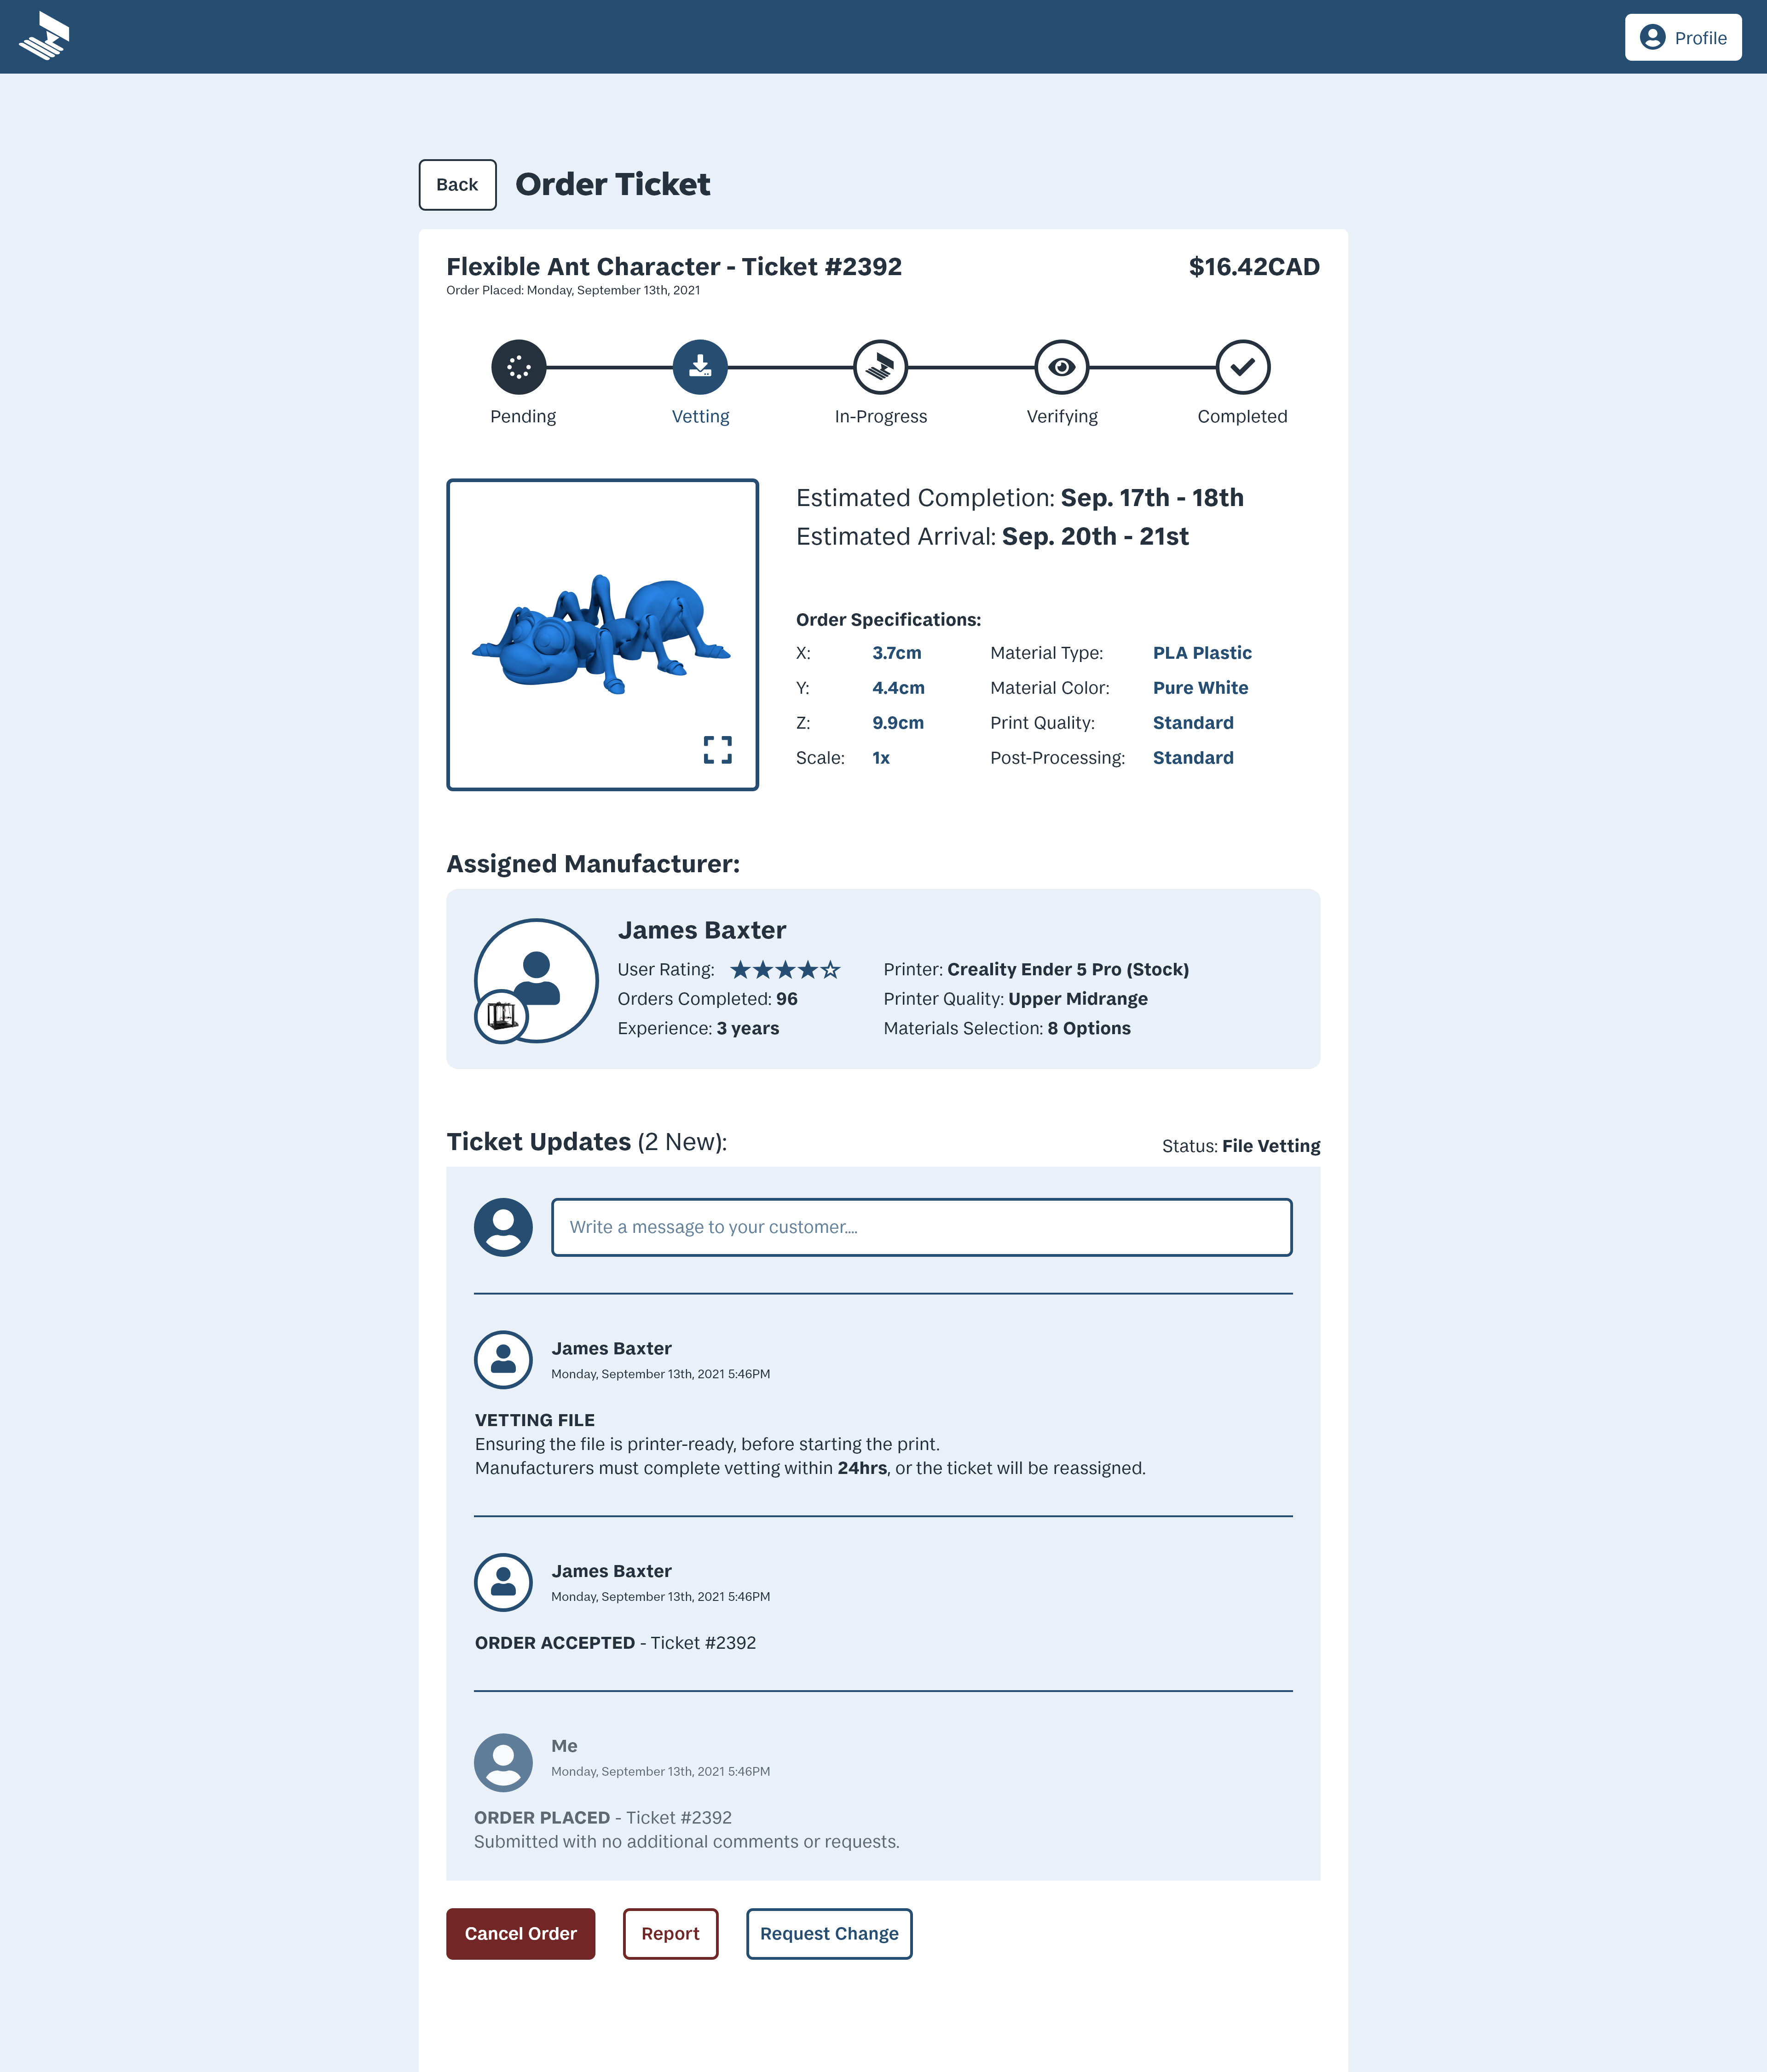 Profile
Back
Order Ticket
Flexible Ant Character - Ticket #2392
$16.42CAD
Order Placed: Monday, September 13th, 2021
Pending
Vetting
In-Progress
Verifying
Completed
Estimated Completion: Sep. 17th - 18th
Estimated Arrival: Sep. 20th - 21st
Order Specifications:
X: 3.7cm Material Type: PLA Plastic
Y: 4.4cm Material Color: Pure White
Z: 9.9cm Print Quality: Standard
Scale: 1x Post-Processing: Standard
Assigned Manufacturer:
James Baxter
User Rating: Printer: Creality Ender 5 Pro (Stock)
Orders Completed: 96 Printer Quality: Upper Midrange
Experience: 3 years Materials Selection: 8 Options
Ticket Updates (2 New):
Status: File Vetting
Write a message to your customer....
James Baxter
Monday, September 13th, 2021 5:46PM
VETTING FILE
Ensuring the file is printer-ready, before starting the print.
Manufacturers must complete vetting within 24hrs, or the ticket will be reassigned.
James Baxter
Monday, September 13th, 2021 5:46PM
ORDER ACCEPTED - Ticket #2392
Me
Monday, September 13th, 2021 5:46PM
ORDER PLACED - Ticket #2392
Submitted with no additional comments or requests.
Cancel Order
Report
Request Change